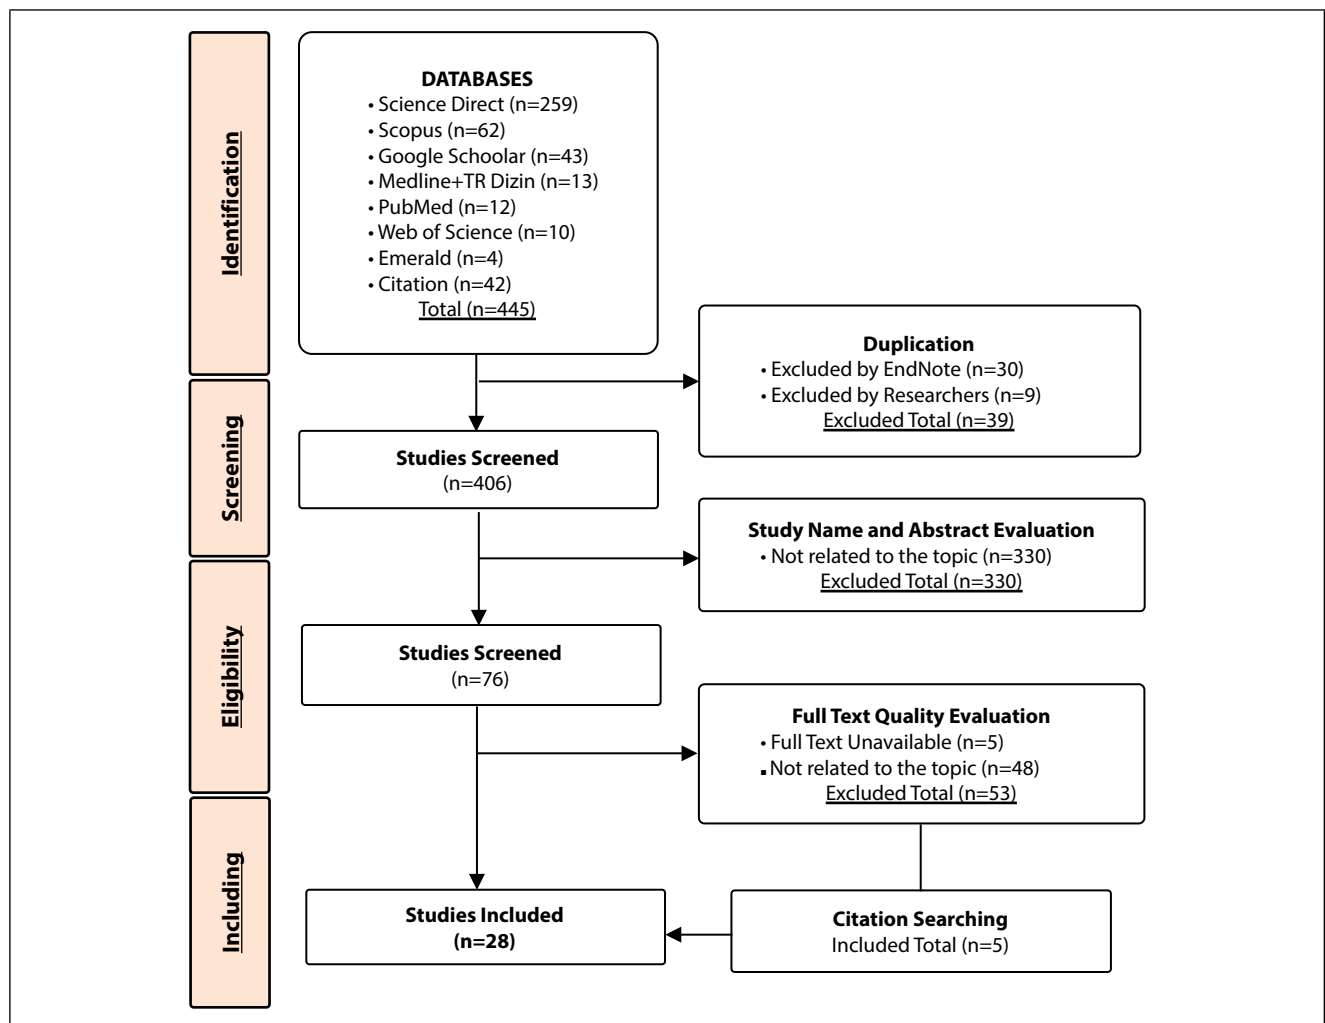 Identification
DATABASES
• Science Direct (n=259)
• Scopus (n=62)
• Google Schoolar (n=43)
• Medline+TR Dizin (n=13)
• PubMed (n=12)
• Web of Science (n=10)
• Emerald (n=4)
• Citation (n=42)
Total (n=445)
Duplication
• Excluded by EndNote (n=30)
• Excluded by Researchers (n=9)
Excluded Total (n=39)
Screening
Studies Screened
(n=406)
Study Name and Abstract Evaluation
• Not related to the topic (n=330)
Excluded Total (n=330)
Eligibility
Studies Screened
(n=76)
Full Text Quality Evaluation
• Full Text Unavailable (n=5)
▪ Not related to the topic (n=48)
Excluded Total (n=53)
Including
Studies Included
(n=28)
Citation Searching
Included Total (n=5)